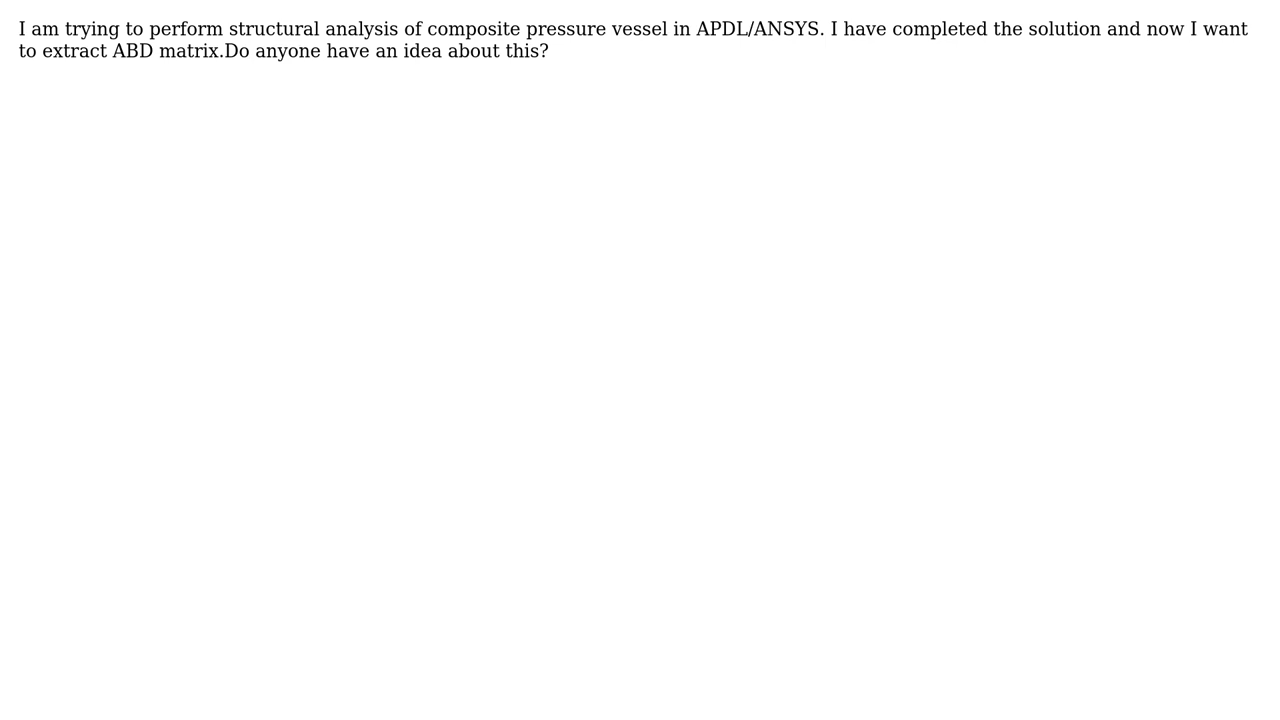 I am trying to perform structural analysis of composite pressure vessel in APDL/ANSYS. I have completed the solution and now I want
to extract ABD matrix.Do anyone have an idea about this?